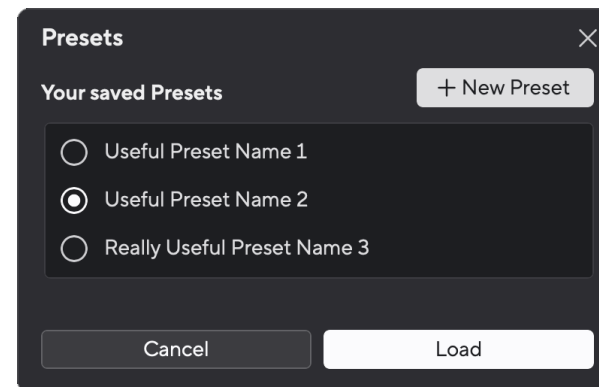 Presets
Your saved Presets
+ New Preset
Useful Preset Name 1
Useful Preset Name 2
Really Useful Preset Name 3
Cancel
Load